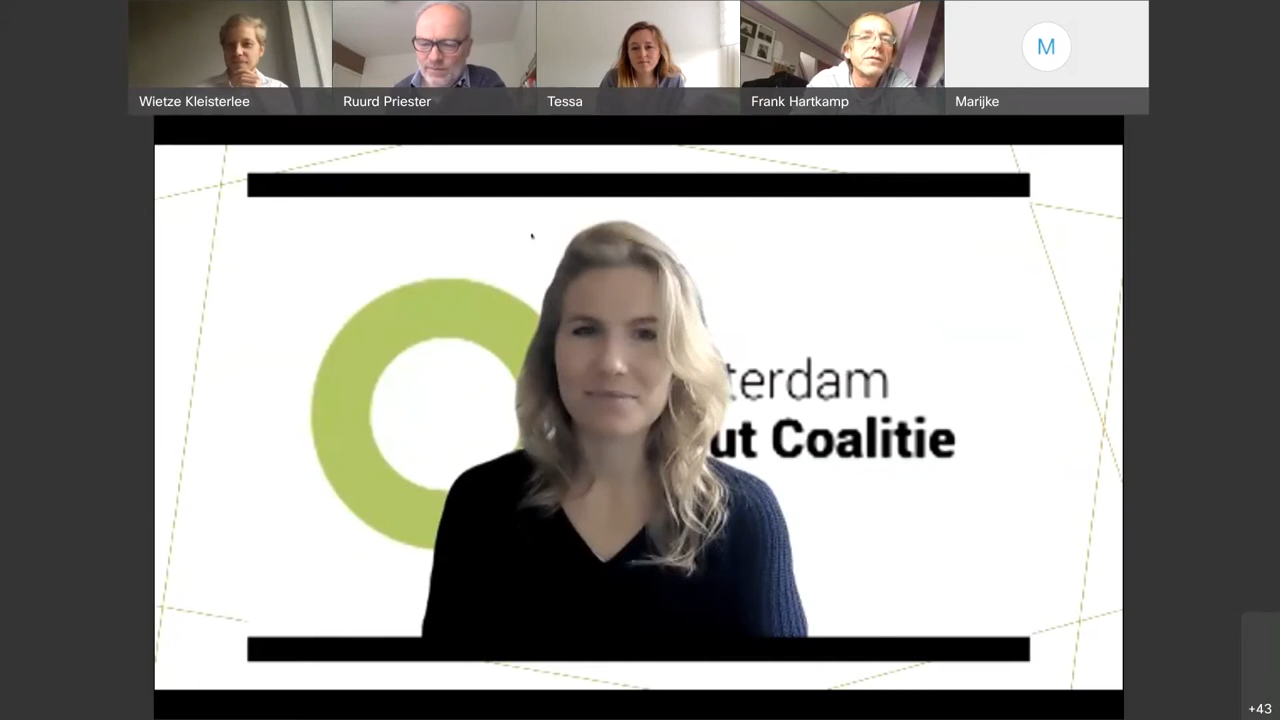 Wietze Kleisterlee
Ruurd Priester
Tessa
Frank Hartkamp
Marijke
M
terdam
ut Coalitie
+43